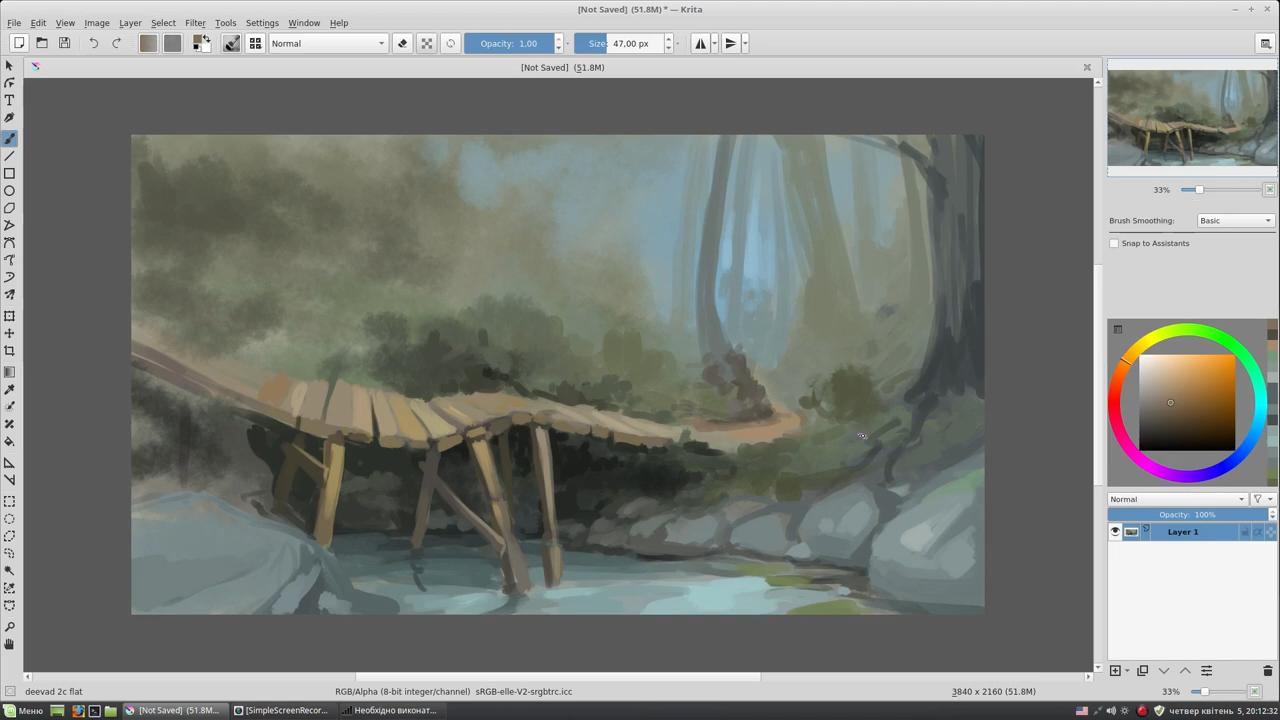 [Not Saved]  (51.8M) * — Krita
File Edit View Image Layer Select Filter Tools Settings Window Help
Normal Opacity: 1,00 Size: 47,00 px
[Not Saved]  (51.8M)
33%
Brush Smoothing: Basic
Snap to Assistants
Normal
Opacity: 100%
Layer 1
deevad 2c flat RGB/Alpha (8-bit integer/channel)  sRGB-elle-V2-srgbtrc.icc 3840 x 2160 (51.8M) 33%
Меню [Not Saved]  (51.8M... [SimpleScreenRecor... Необхідно виконат... четвер квітень  5, 20:12:32